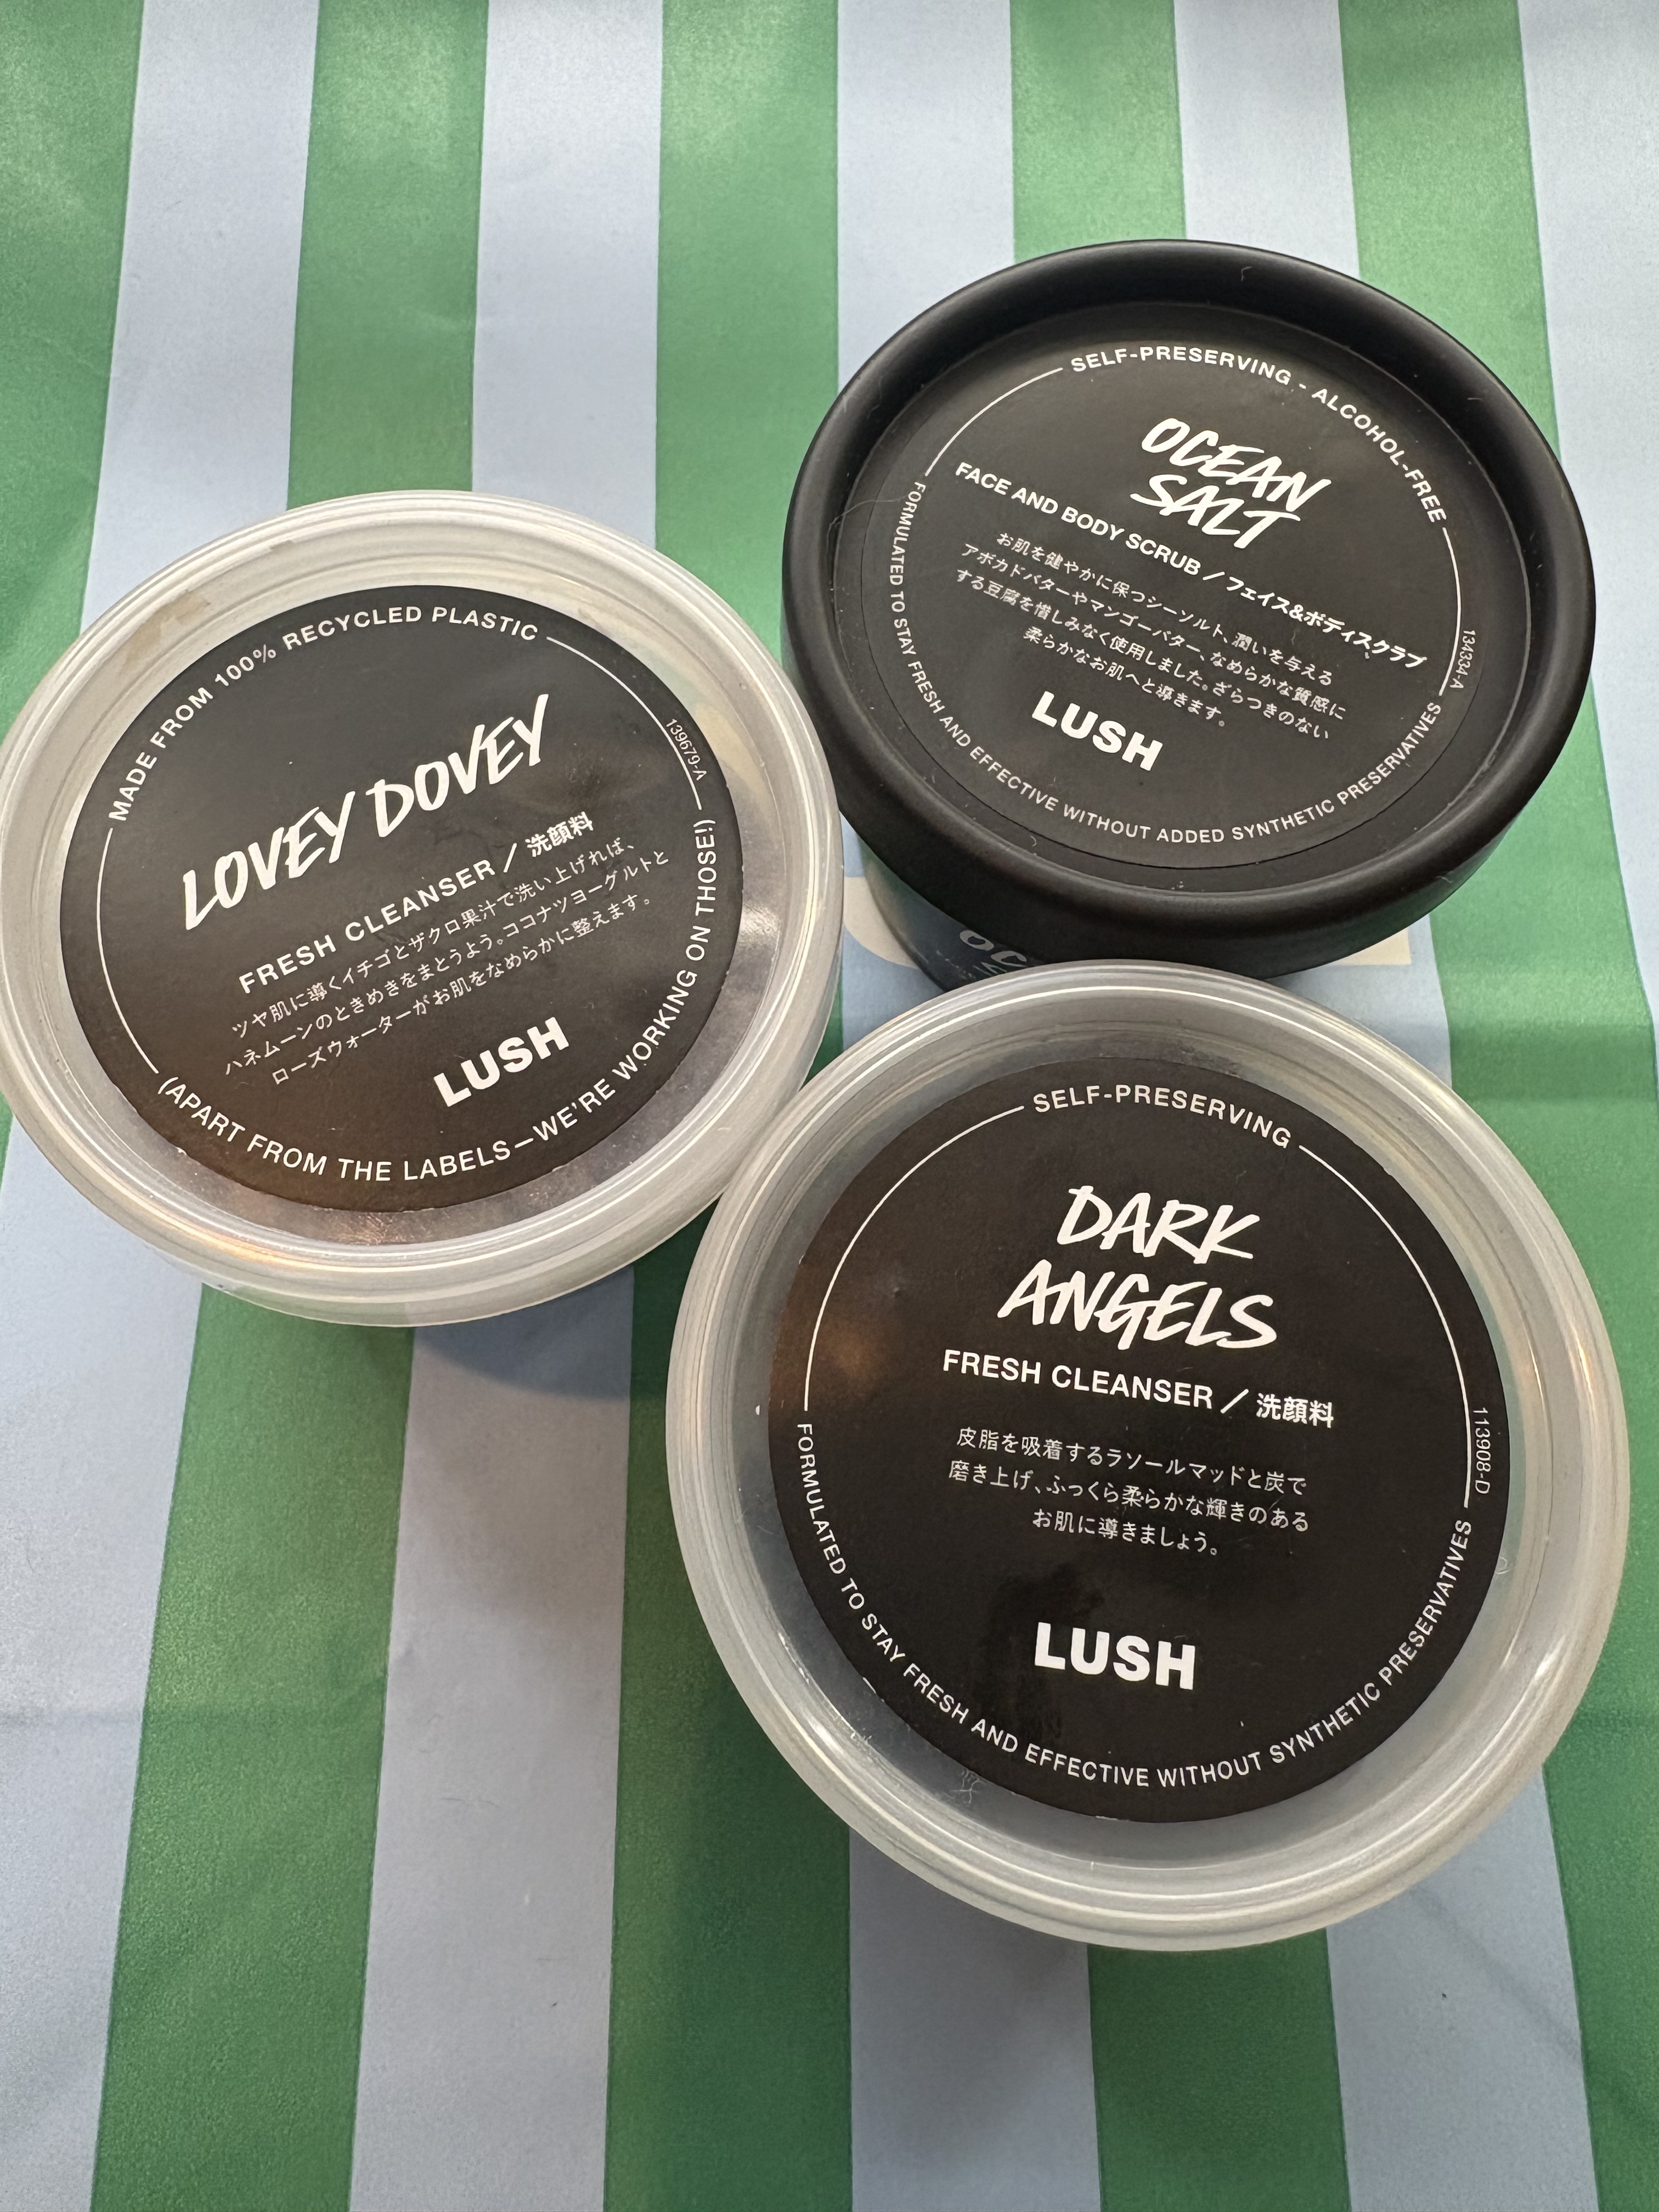 SELF-PRESERVING - ALCOHOL-FREE
OCEAN
SALT
FACE AND BODY SCRUB / フェイス&ボディスクラブ
お肌を健やかに保つシーソルト、潤いを与える
アボカドバターやマンゴーバター、なめらかな質感に
する豆腐を惜しみなく使用しました。ざらつきのない
柔らかなお肌へと導きます。
LUSH
134334-A
FORMULATED TO STAY FRESH AND EFFECTIVE WITHOUT ADDED SYNTHETIC PRESERVATIVES
MADE FROM 100% RECYCLED PLASTIC
LOVEY DOVEY
FRESH CLEANSER / 洗顔料
ツヤ肌に導くイチゴとザクロ果汁で洗い上げれば、
ハネムーンのときめきをまとうよう。ココナツヨーグルトと
ローズウォーターがお肌をなめらかに整えます。
LUSH
139679-A
(APART FROM THE LABELS—WE'RE WORKING ON THOSE!)
SELF-PRESERVING
DARK
ANGELS
FRESH CLEANSER / 洗顔料
皮脂を吸着するラソールマッドと炭で
磨き上げ、ふっくら柔らかな輝きのある
お肌に導きましょう。
LUSH
113908-D
FORMULATED TO STAY FRESH AND EFFECTIVE WITHOUT SYNTHETIC PRESERVATIVES